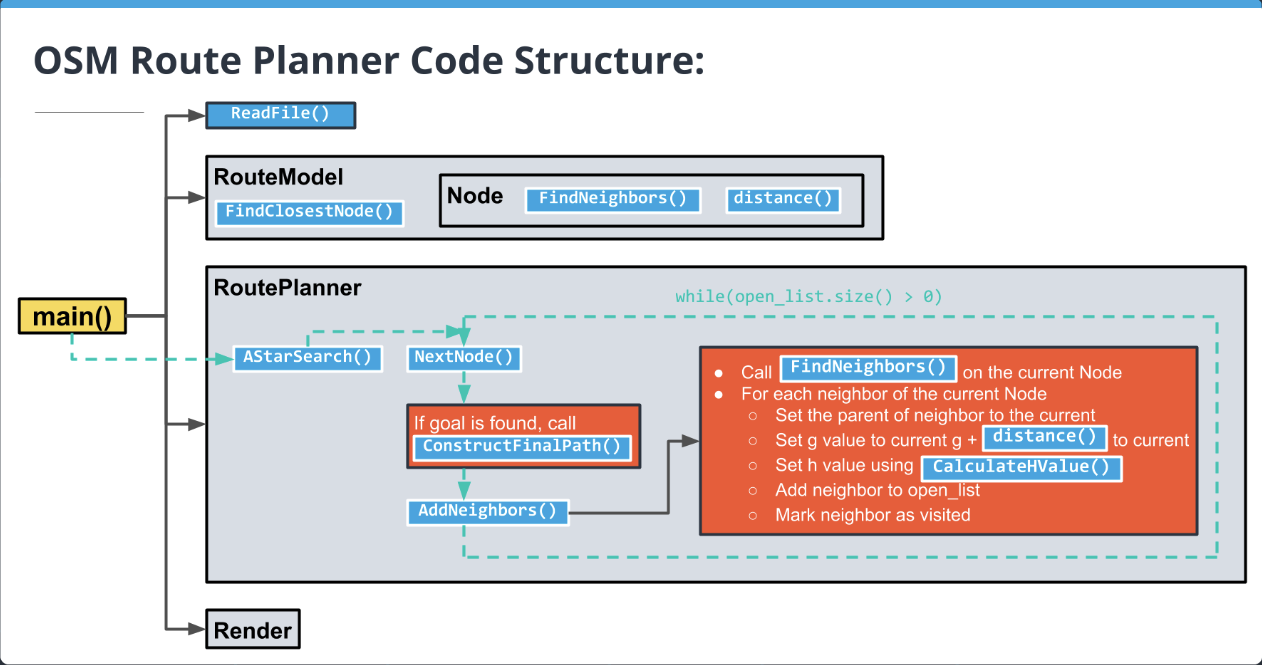 OSM Route Planner Code Structure:
ReadFile()
RouteModel
FindClosestNode()
Node
FindNeighbors()
distance()
main()
RoutePlanner
while(open_list.size() > 0)
AStarSearch()
NextNode()
If goal is found, call
ConstructFinalPath()
AddNeighbors()
● Call FindNeighbors() on the current Node
● For each neighbor of the current Node
○ Set the parent of neighbor to the current
○ Set g value to current g + distance() to current
○ Set h value using CalculateHValue()
○ Add neighbor to open_list
○ Mark neighbor as visited
Render